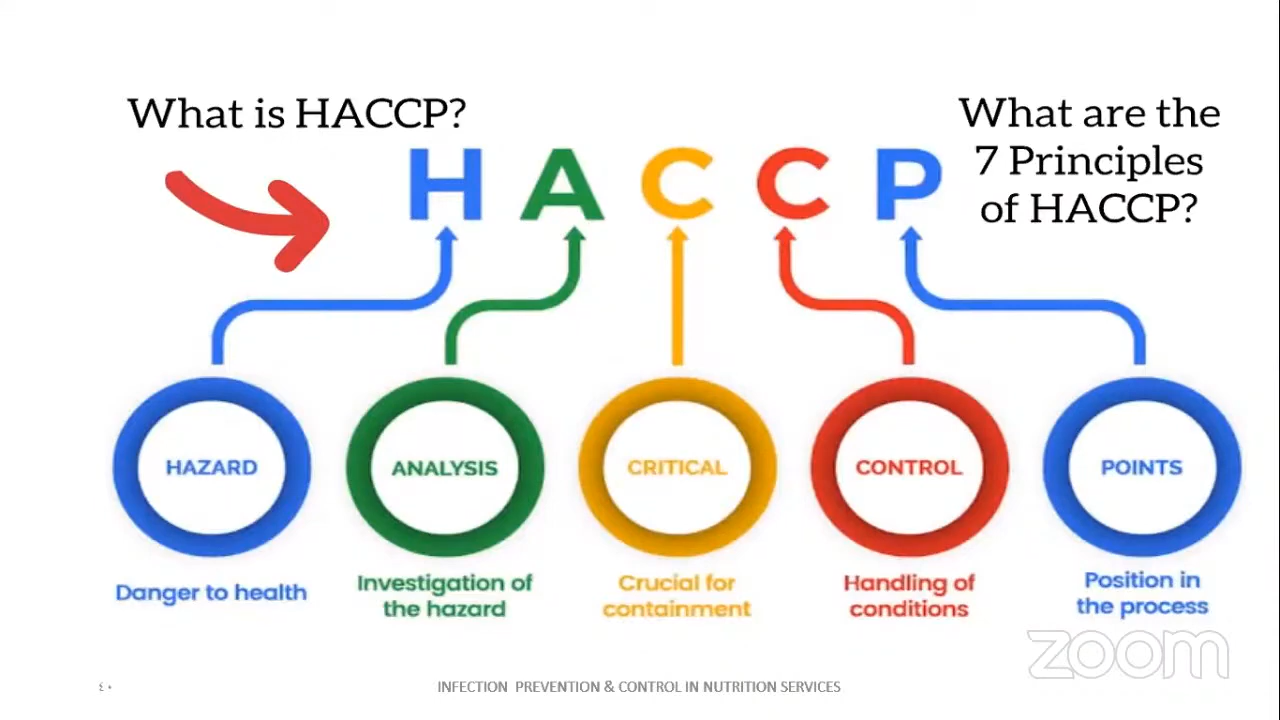 What is HACCP?
What are the
7 Principles
of HACCP?
H A C C P
HAZARD
ANALYSIS
CRITICAL
CONTROL
POINTS
Danger to health
Investigation of
the hazard
Crucial for
containment
Handling of
conditions
Position in
the process
zoom
INFECTION PREVENTION & CONTROL IN NUTRITION SERVICES